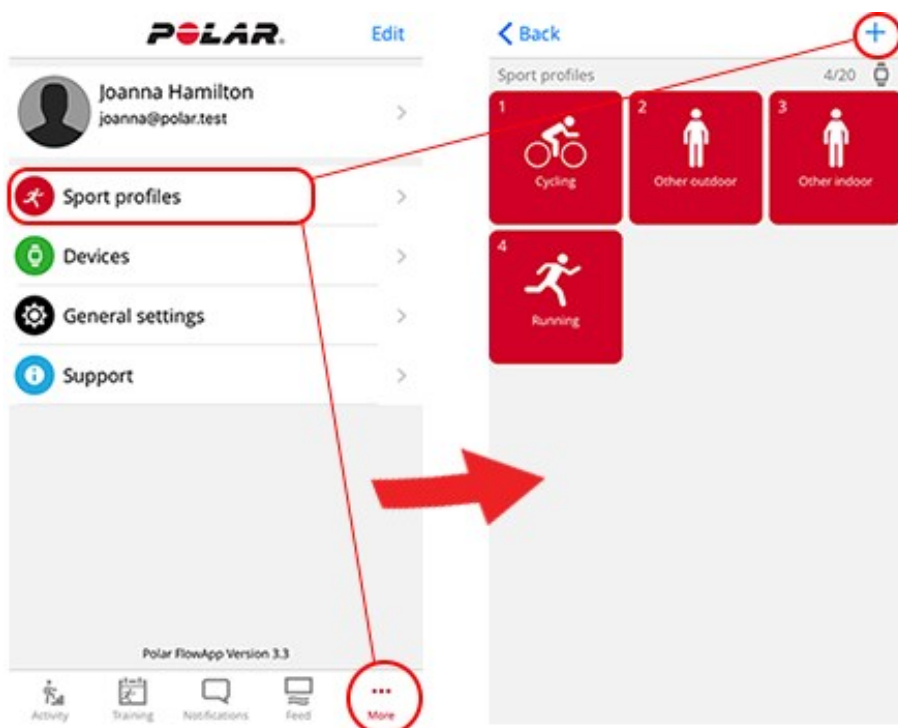 POLAR.
Edit
Joanna Hamilton
joanna@polar.test
Sport profiles
Devices
General settings
Support
Polar FlowApp Version 3.3
Activity
Training
Notifications
Feed
More
Back
+
Sport profiles
4/20
1
Cycling
2
Other outdoor
3
Other indoor
4
Running